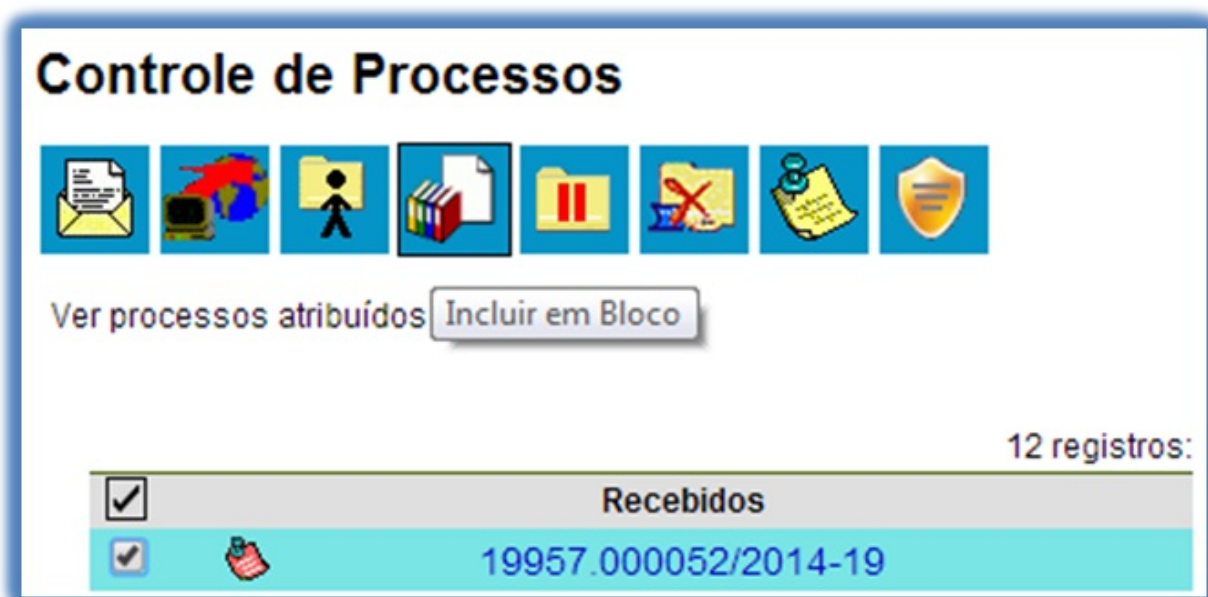 Controle de Processos
Ver processos atribuídos Incluir em Bloco
12 registros:
Recebidos
19957.000052/2014-19